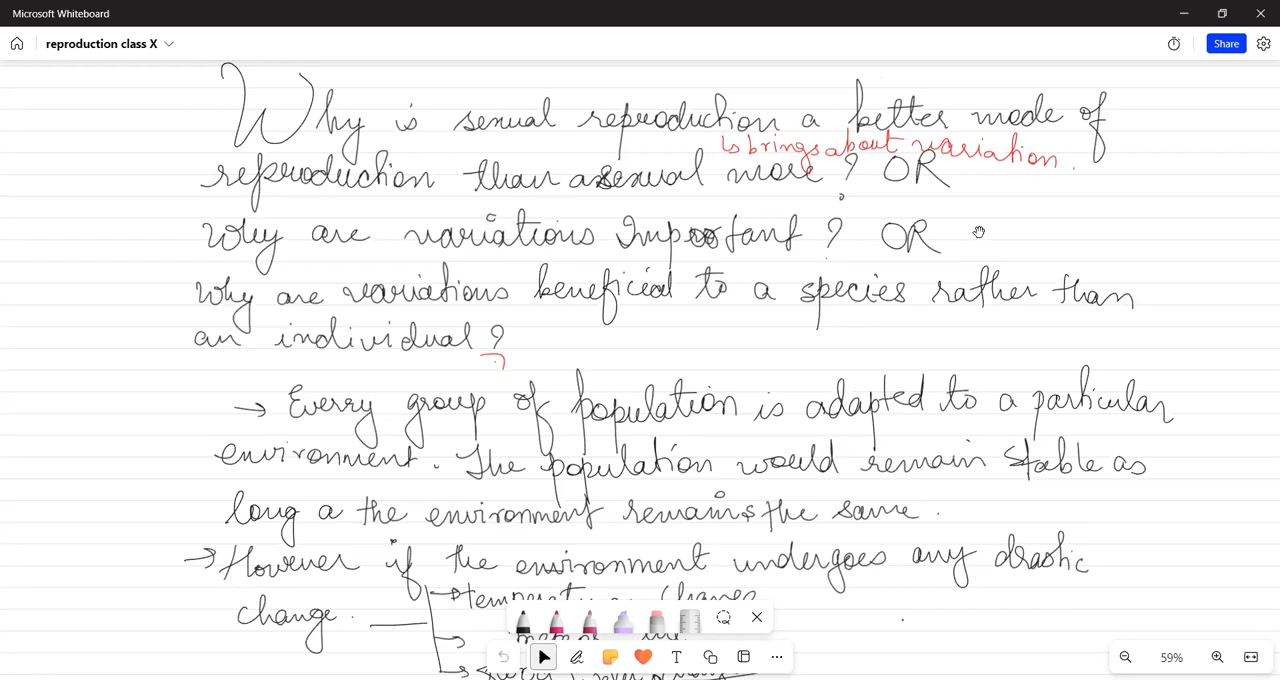 Microsoft Whiteboard
reproduction class X
Share
Why is sexual reproduction a better mode of
↳ brings about variation.
reproduction than asexual more? OR
Why are variations Important? OR
Why are variations beneficial to a species rather than
an individual?
→ Everry group of population is adapted to a particular
environment. The population would remain stable as
long a the environment remains the same.
→ However if the environment undergoes any drastic
→ temperature Change
change.
59%